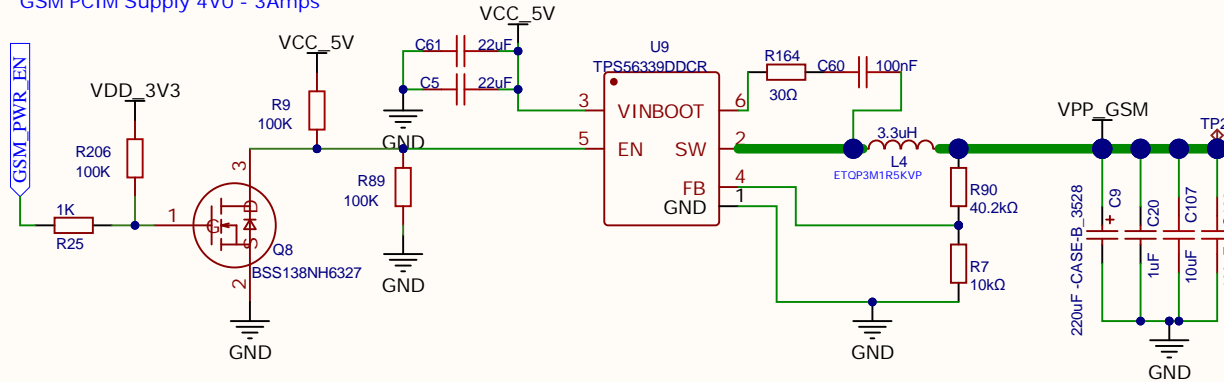 GSM PCIM Supply 4V0 - 3Amps
GSM_PWR_EN
VDD_3V3
R206
100K
1K
R25
VCC_5V
R9
100K
3
1
2
G
D
S
Q8
BSS138NH6327
GND
VCC_5V
C61
22uF
C5
22uF
GND
R89
100K
GND
U9
TPS56339DDCR
3
VIN
BOOT
6
5
EN
SW
2
FB
4
GND
1
R164
30Ω
C60
100nF
3.3uH
L4
ETQP3M1R5KVP
R90
40.2kΩ
R7
10kΩ
GND
VPP_GSM
+
C9
220uF -CASE-B_3528
C20
1uF
C107
10uF
GND